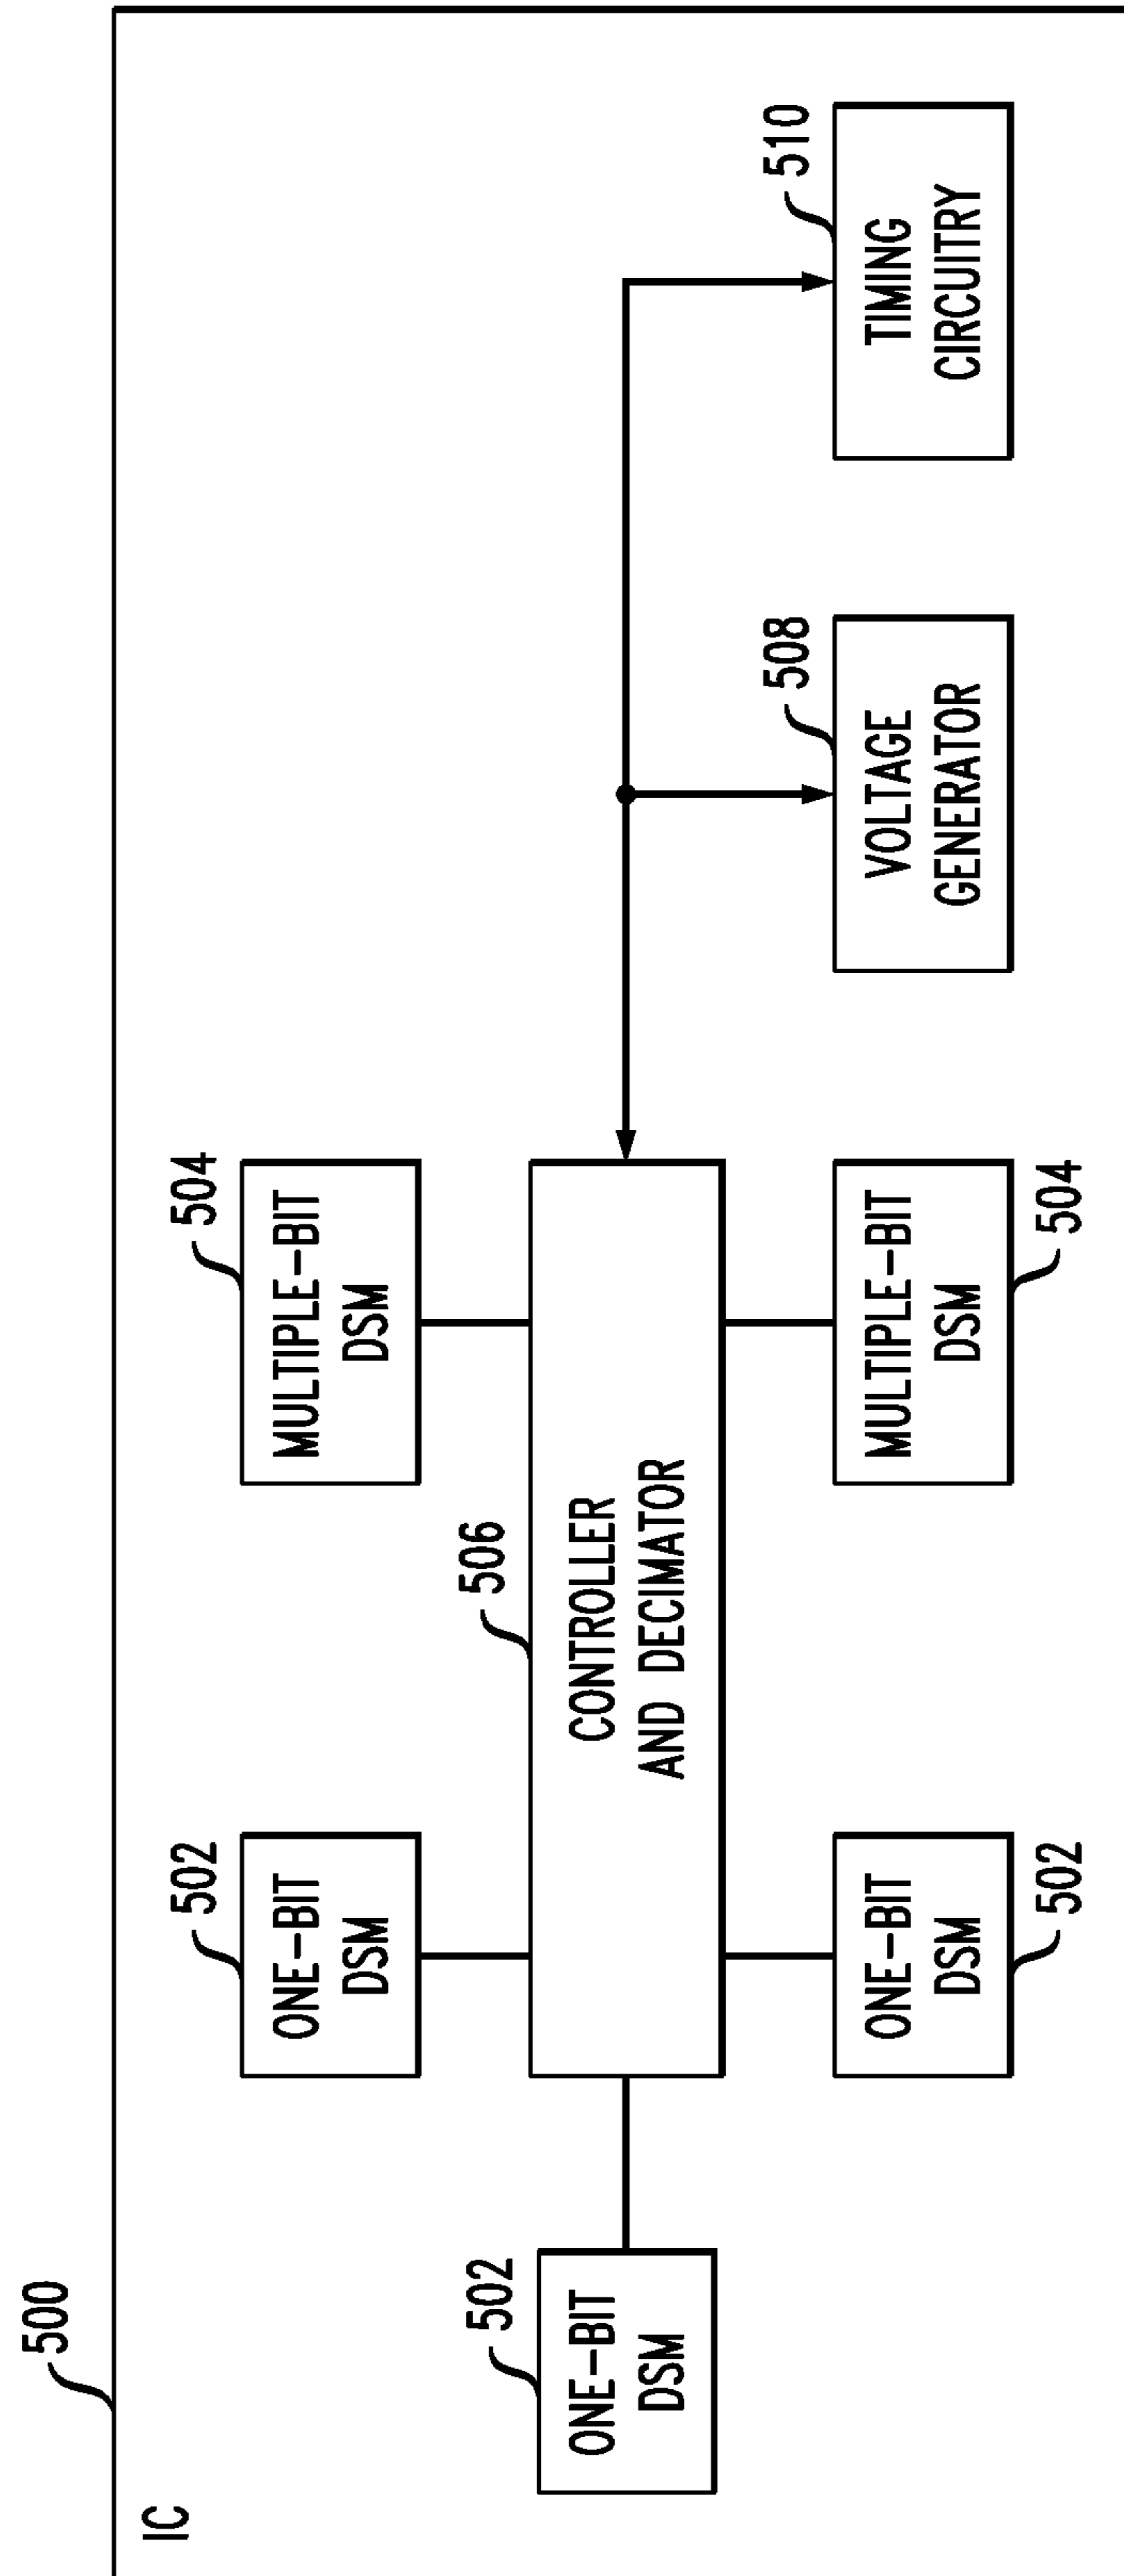 500
IC
502
ONE-BIT
DSM
504
MULTIPLE-BIT
DSM
502
ONE-BIT
DSM
506
CONTROLLER
AND DECIMATOR
508
VOLTAGE
GENERATOR
510
TIMING
CIRCUITRY
ONE-BIT
DSM
502
MULTIPLE-BIT
DSM
504